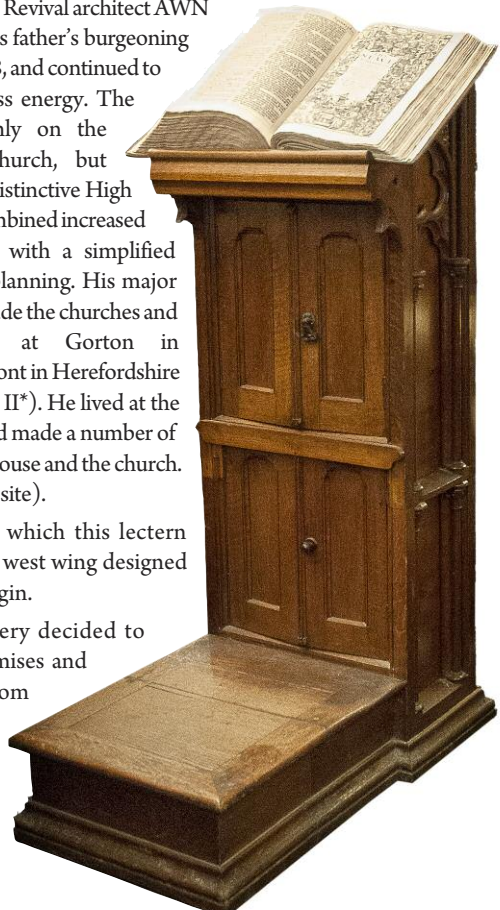 Revival architect AWN
s father’s burgeoning
, and continued to
ss energy. The
nly on the
hurch, but
istinctive High
mbined increased
with a simplified
lanning. His major
ude the churches and
at Gorton in
ont in Herefordshire
II*). He lived at the
d made a number of
ouse and the church.
site).
which this lectern
west wing designed
gin.
ery decided to
mises and
om